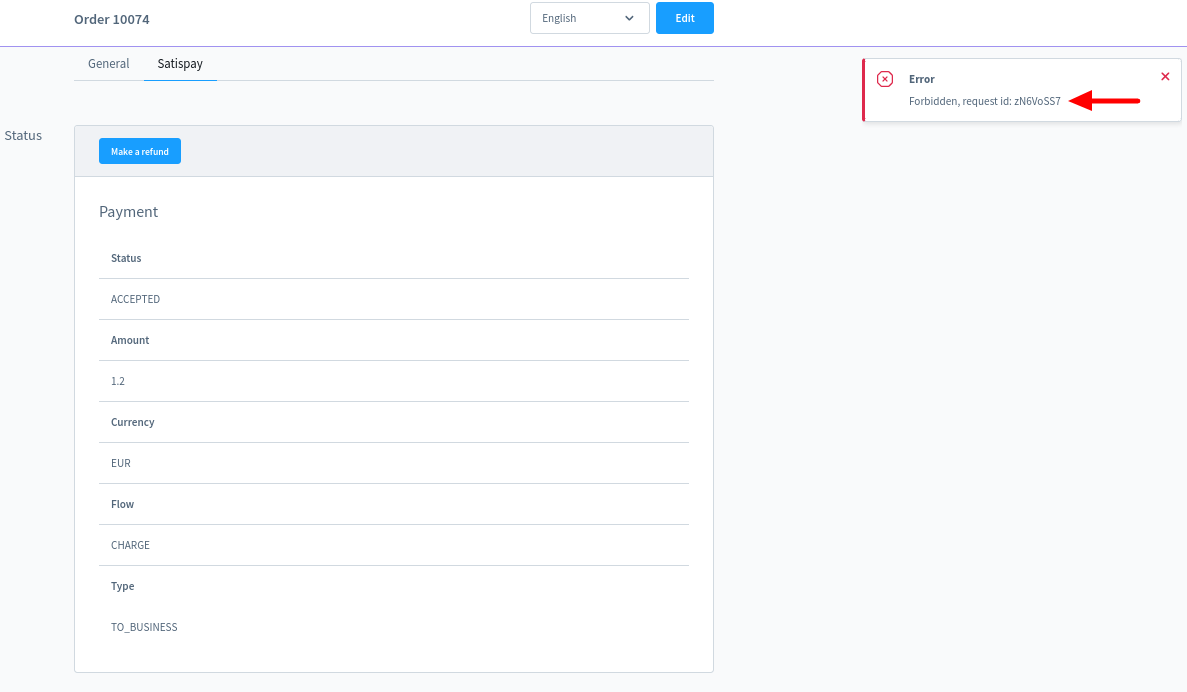 Order 10074
English
Edit
General
Satispay
Error
Forbidden, request id: zN6VoSS7
Status
Make a refund
Payment
Status
ACCEPTED
Amount
1.2
Currency
EUR
Flow
CHARGE
Type
TO_BUSINESS